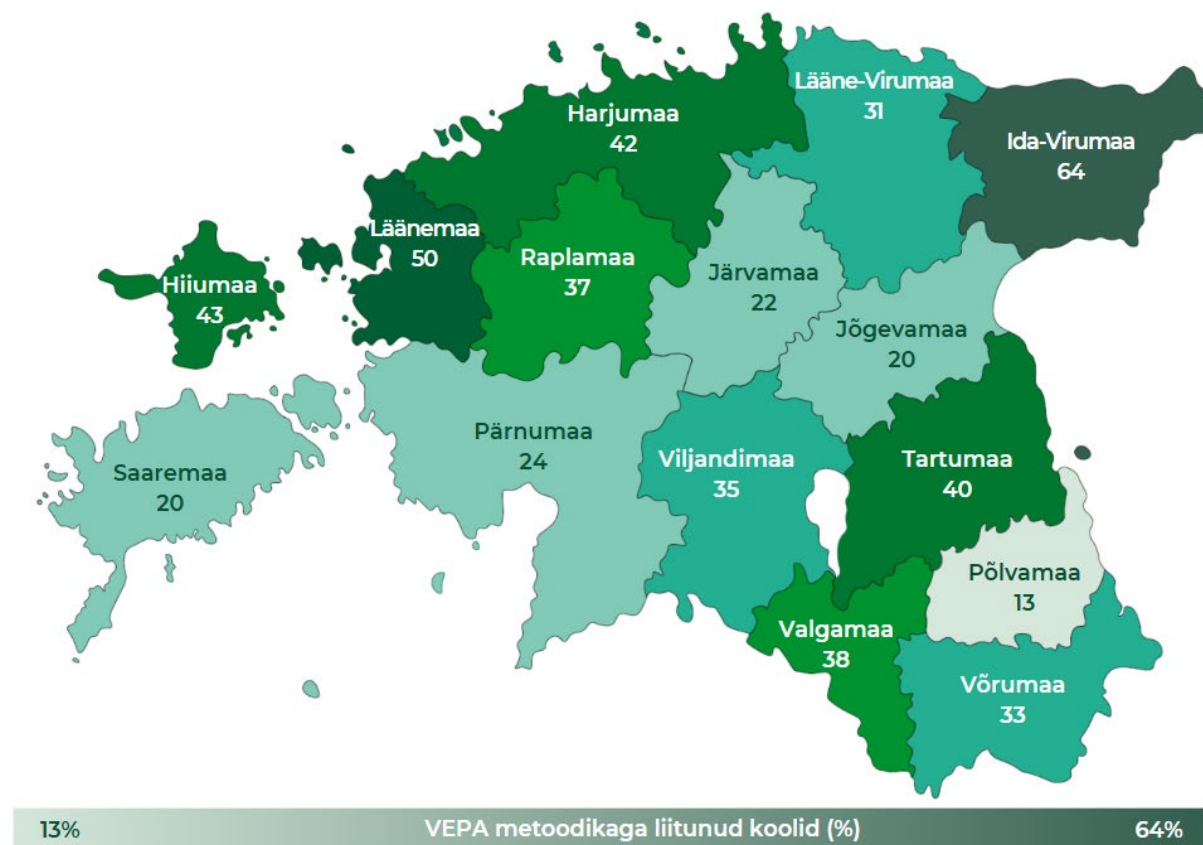 Lääne-Virumaa
31
Harjumaa
42
Ida-Virumaa
64
Läänemaa
50
Raplamaa
37
Järvamaa
22
Hiiumaa
43
Jõgevamaa
20
Pärnumaa
24
Viljandimaa
35
Tartumaa
40
Saaremaa
20
Põlvamaa
13
Valgamaa
38
Võrumaa
33
13% VEPA metoodikaga liitunud koolid (%) 64%